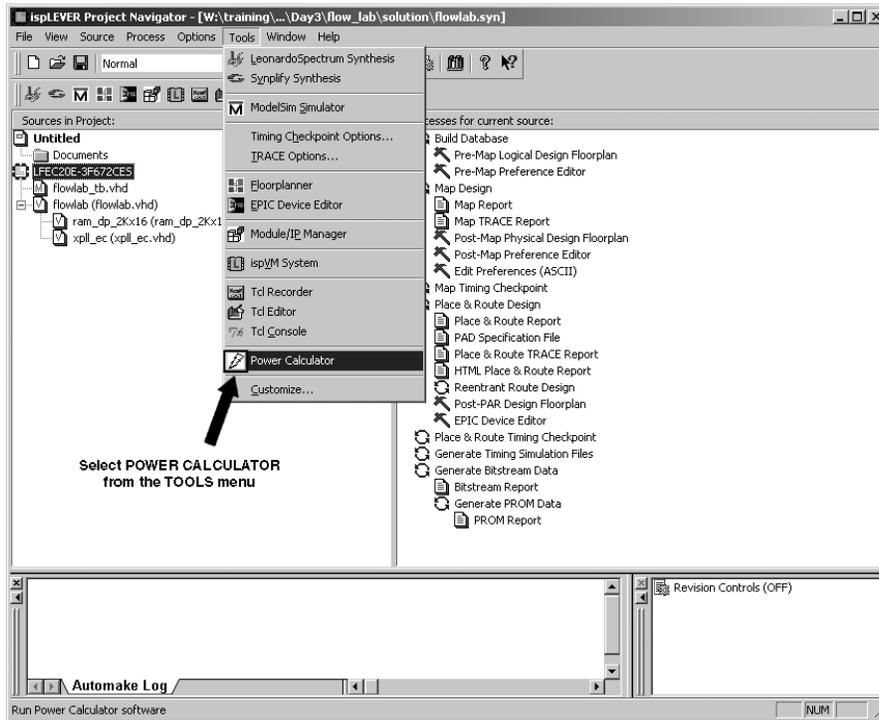 ispLEVER Project Navigator - [W:\training\...\Day3\flow_lab\solution\flowlab.syn]
File View Source Process Options Tools Window Help
Normal
LeonardoSpectrum Synthesis
Synplify Synthesis
ModelSim Simulator
Timing Checkpoint Options...
TRACE Options...
Floorplanner
EPIC Device Editor
Module/IP Manager
ispVM System
Tcl Recorder
Tcl Editor
Tcl Console
Power Calculator
Customize...
Sources in Project:
Untitled
Documents
LFEC20E-3F672CES
flowlab_tb.vhd
flowlab (flowlab.vhd)
ram_dp_2Kx16 (ram_dp_2Kx1
xpll_ec (xpll_ec.vhd)
Select POWER CALCULATOR
from the TOOLS menu
cesses for current source:
Build Database
Pre-Map Logical Design Floorplan
Pre-Map Preference Editor
Map Design
Map Report
Map TRACE Report
Post-Map Physical Design Floorplan
Post-Map Preference Editor
Edit Preferences (ASCII)
Map Timing Checkpoint
Place & Route Design
Place & Route Report
PAD Specification File
Place & Route TRACE Report
HTML Place & Route Report
Reentrant Route Design
Post-PAR Design Floorplan
EPIC Device Editor
Place & Route Timing Checkpoint
Generate Timing Simulation Files
Generate Bitstream Data
Bitstream Report
Generate PROM Data
PROM Report
Automake Log
Revision Controls (OFF)
Run Power Calculator software
NUM